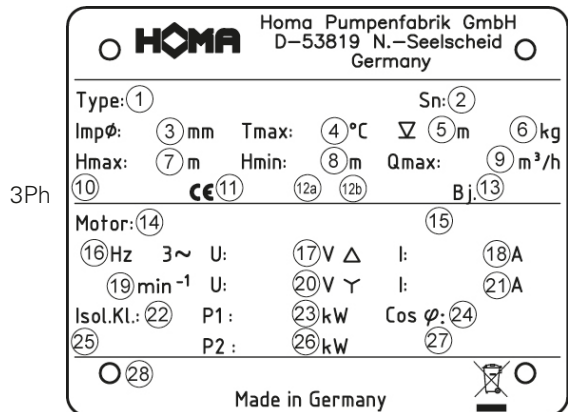 HOMA
Homa Pumpenfabrik GmbH
D-53819 N.-Seelscheid
Germany
Type: 1 Sn: 2
Impø: 3 mm Tmax: 4 °C 5 m 6 kg
Hmax: 7 m Hmin: 8 m Qmax: 9 m³/h
3Ph
10 CE 11 12a 12b Bj. 13
Motor: 14 15
16 Hz 3~ U: 17 V △ I: 18 A
19 min⁻¹ U: 20 V Y I: 21 A
Isol.Kl.: 22 P1: 23 kW Cos φ: 24
25 P2: 26 kW 27
28
Made in Germany